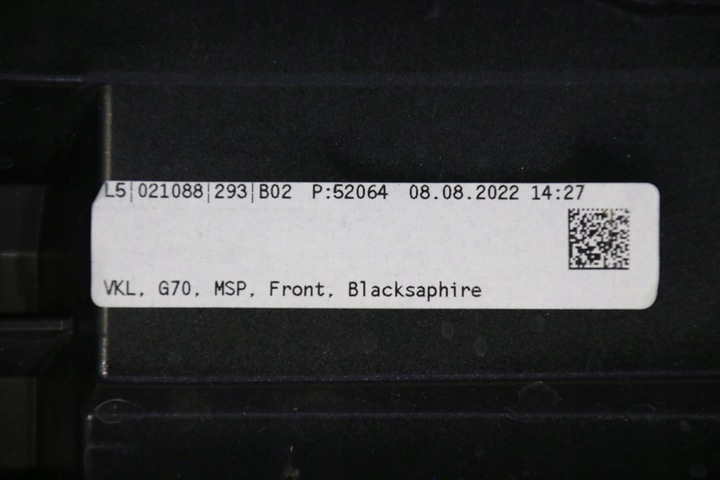 L5|021088|293|B02 P:52064 08.08.2022 14:27
VKL, G70, MSP, Front, Blacksaphire